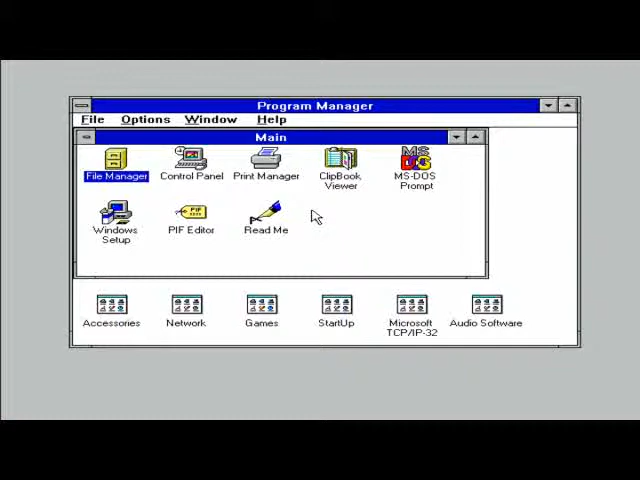 Program Manager
File Options Window Help
Main
File Manager Control Panel Print Manager ClipBook Viewer MS-DOS Prompt
Windows Setup PIF Editor Read Me
Accessories Network Games StartUp Microsoft TCP/IP-32 Audio Software